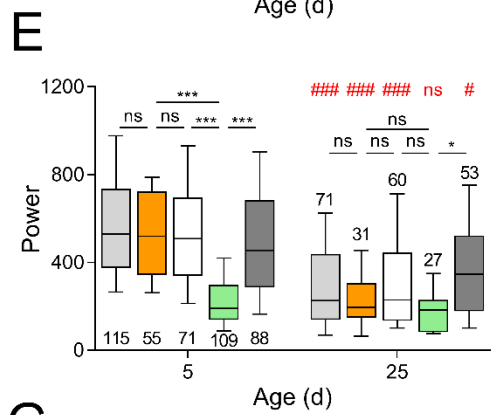 Age (d)
E
1200
800
400
0
Power
*** 
ns ns *** ***
### ### ### ns #
ns
ns ns ns *
71 31 60 27 53
115 55 71 109 88
5 25
Age (d)